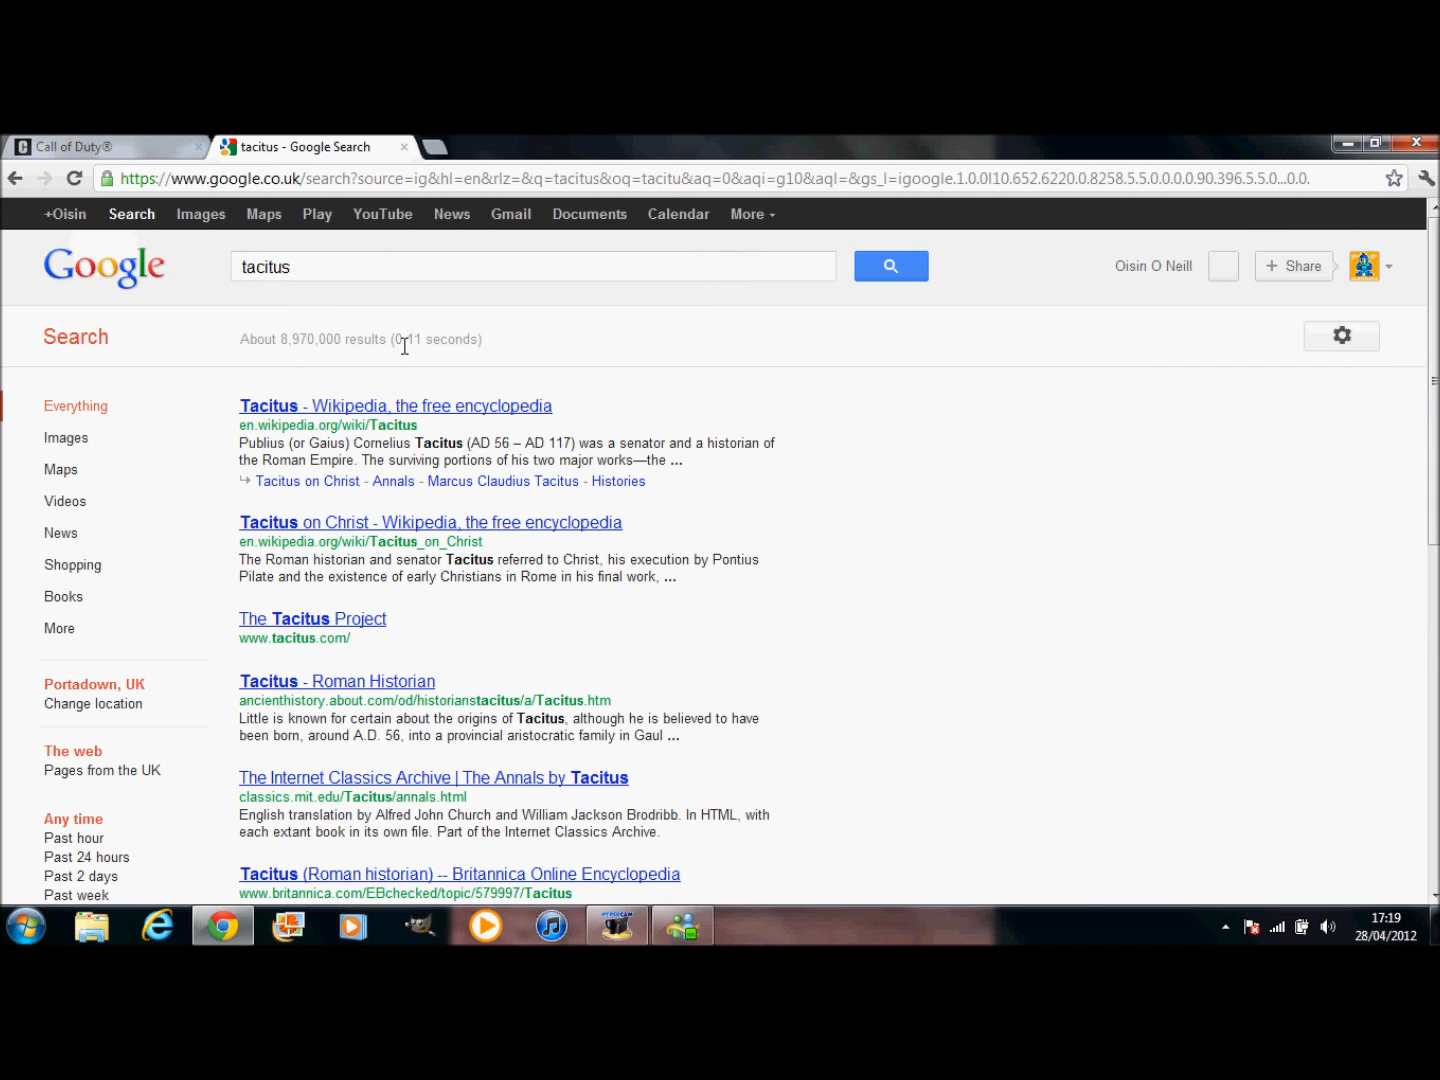 Call of Duty®
tacitus - Google Search
https://www.google.co.uk/search?source=ig&hl=en&rlz=&q=tacitus&oq=tacitu&aq=0&aqi=g10&aql=&gs_l=igoogle.1.0.0l10.652.6220.0.8258.5.5.0.0.0.0.90.396.5.5.0...0.0.
+Oisin Search Images Maps Play YouTube News Gmail Documents Calendar More
Google
tacitus
Oisin O Neill
+ Share
Search
About 8,970,000 results (0.11 seconds)
Everything
Images
Maps
Videos
News
Shopping
Books
More
Portadown, UK
Change location
The web
Pages from the UK
Any time
Past hour
Past 24 hours
Past 2 days
Past week
Tacitus - Wikipedia, the free encyclopedia
en.wikipedia.org/wiki/Tacitus
Publius (or Gaius) Cornelius Tacitus (AD 56 – AD 117) was a senator and a historian of
the Roman Empire. The surviving portions of his two major works—the ...
Tacitus on Christ - Annals - Marcus Claudius Tacitus - Histories
Tacitus on Christ - Wikipedia, the free encyclopedia
en.wikipedia.org/wiki/Tacitus_on_Christ
The Roman historian and senator Tacitus referred to Christ, his execution by Pontius
Pilate and the existence of early Christians in Rome in his final work, ...
The Tacitus Project
www.tacitus.com/
Tacitus - Roman Historian
ancienthistory.about.com/od/historianstacitus/a/Tacitus.htm
Little is known for certain about the origins of Tacitus, although he is believed to have
been born, around A.D. 56, into a provincial aristocratic family in Gaul ...
The Internet Classics Archive | The Annals by Tacitus
classics.mit.edu/Tacitus/annals.html
English translation by Alfred John Church and William Jackson Brodribb. In HTML, with
each extant book in its own file. Part of the Internet Classics Archive.
Tacitus (Roman historian) -- Britannica Online Encyclopedia
www.britannica.com/EBchecked/topic/579997/Tacitus
HYPERCAM
17:19
28/04/2012